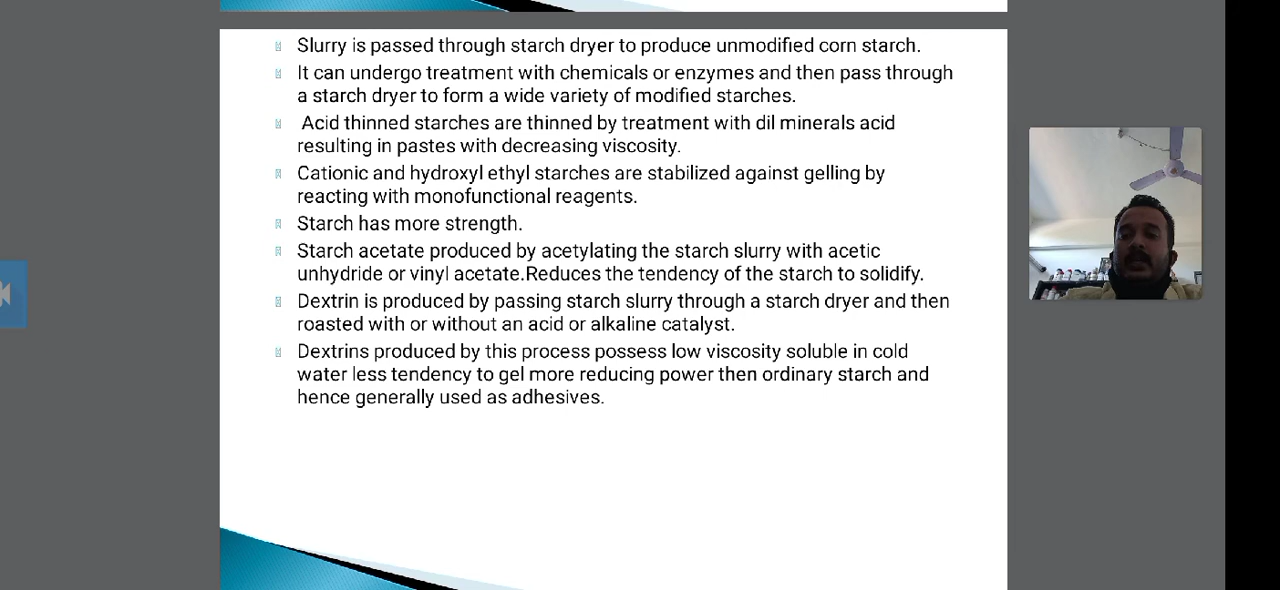 Slurry is passed through starch dryer to produce unmodified corn starch.
It can undergo treatment with chemicals or enzymes and then pass through
a starch dryer to form a wide variety of modified starches.
Acid thinned starches are thinned by treatment with dil minerals acid
resulting in pastes with decreasing viscosity.
Cationic and hydroxyl ethyl starches are stabilized against gelling by
reacting with monofunctional reagents.
Starch has more strength.
Starch acetate produced by acetylating the starch slurry with acetic
unhydride or vinyl acetate.Reduces the tendency of the starch to solidify.
Dextrin is produced by passing starch slurry through a starch dryer and then
roasted with or without an acid or alkaline catalyst.
Dextrins produced by this process possess low viscosity soluble in cold
water less tendency to gel more reducing power then ordinary starch and
hence generally used as adhesives.